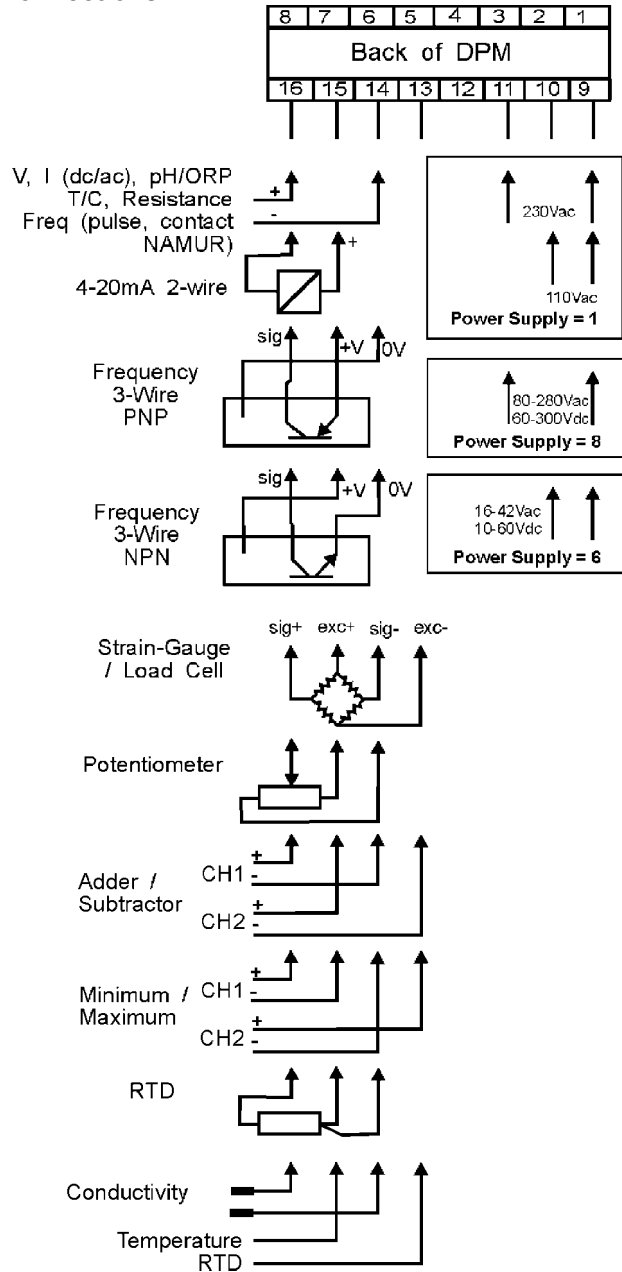 8 7 6 5 4 3 2 1
Back of DPM
16 15 14 13 12 11 10 9
V, I (dc/ac), pH/ORP
T/C, Resistance
Freq (pulse, contact
NAMUR)
+
-
4-20mA 2-wire
+
230Vac
110Vac
Power Supply = 1
Frequency
3-Wire
PNP
sig +V 0V
80-280Vac
60-300Vdc
Power Supply = 8
Frequency
3-Wire
NPN
sig +V 0V
16-42Vac
10-60Vdc
Power Supply = 6
Strain-Gauge
/ Load Cell
sig+ exc+ sig- exc-
Potentiometer
Adder /
Subtractor
CH1 + -
CH2 + -
Minimum /
Maximum
CH1 + -
CH2 + -
RTD
Conductivity
Temperature
RTD